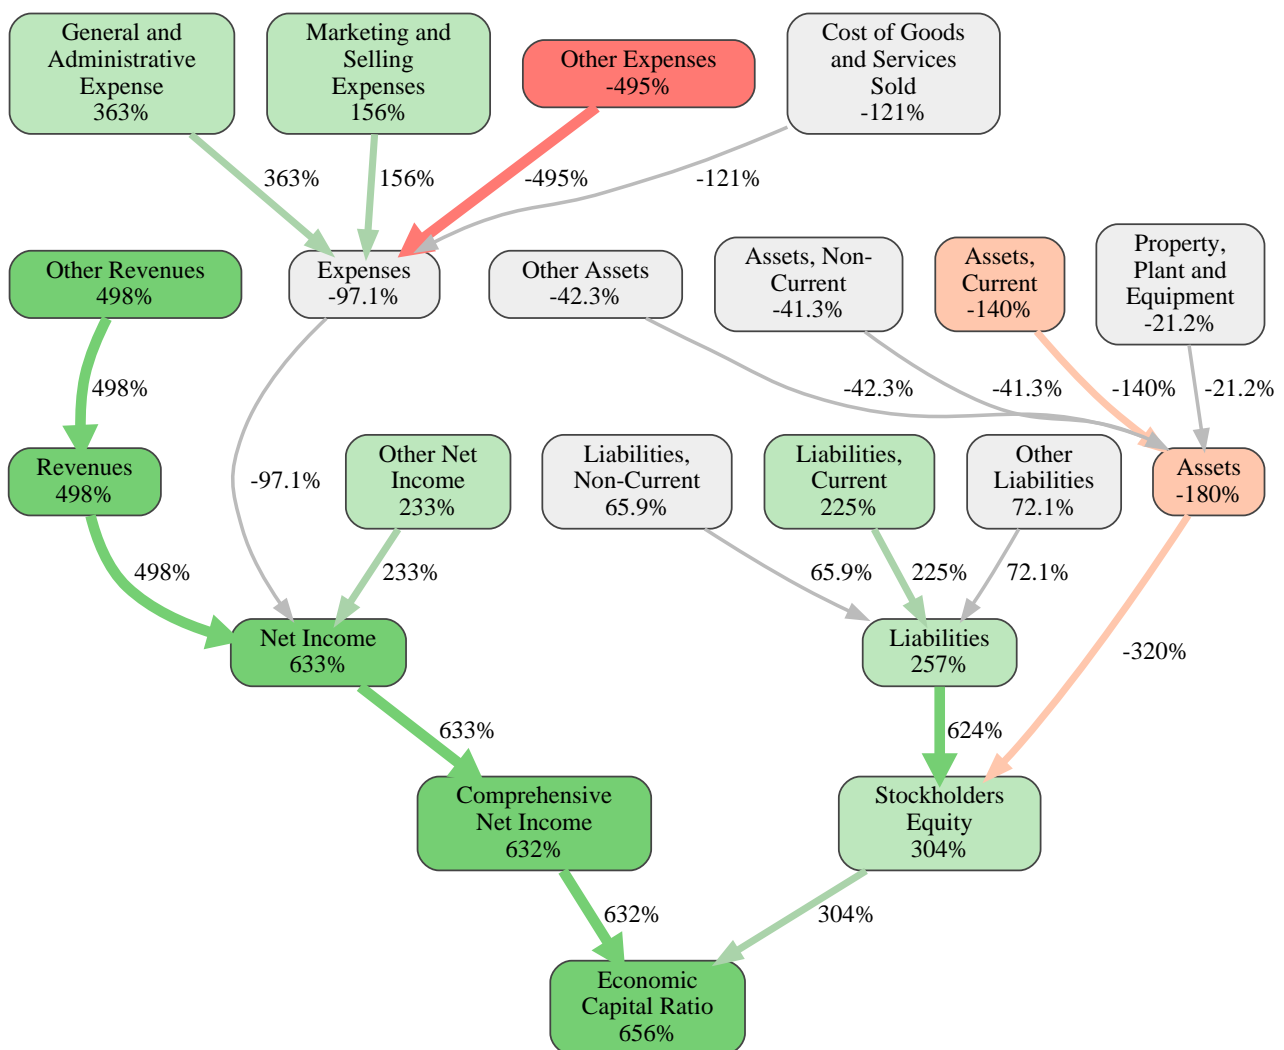 General and
Administrative
Expense
363%
Marketing and
Selling
Expenses
156%
Other Expenses
-495%
Cost of Goods
and Services
Sold
-121%
363%
156%
-495%
-121%
Other Revenues
498%
Expenses
-97.1%
Other Assets
-42.3%
Assets, Non-
Current
-41.3%
Assets,
Current
-140%
Property,
Plant and
Equipment
-21.2%
498%
-42.3%
-41.3%
-140%
-21.2%
Revenues
498%
-97.1%
Other Net
Income
233%
Liabilities,
Non-Current
65.9%
Liabilities,
Current
225%
Other
Liabilities
72.1%
Assets
-180%
498%
233%
65.9%
225%
72.1%
Net Income
633%
Liabilities
257%
-320%
633%
624%
Comprehensive
Net Income
632%
Stockholders
Equity
304%
632%
304%
Economic
Capital Ratio
656%